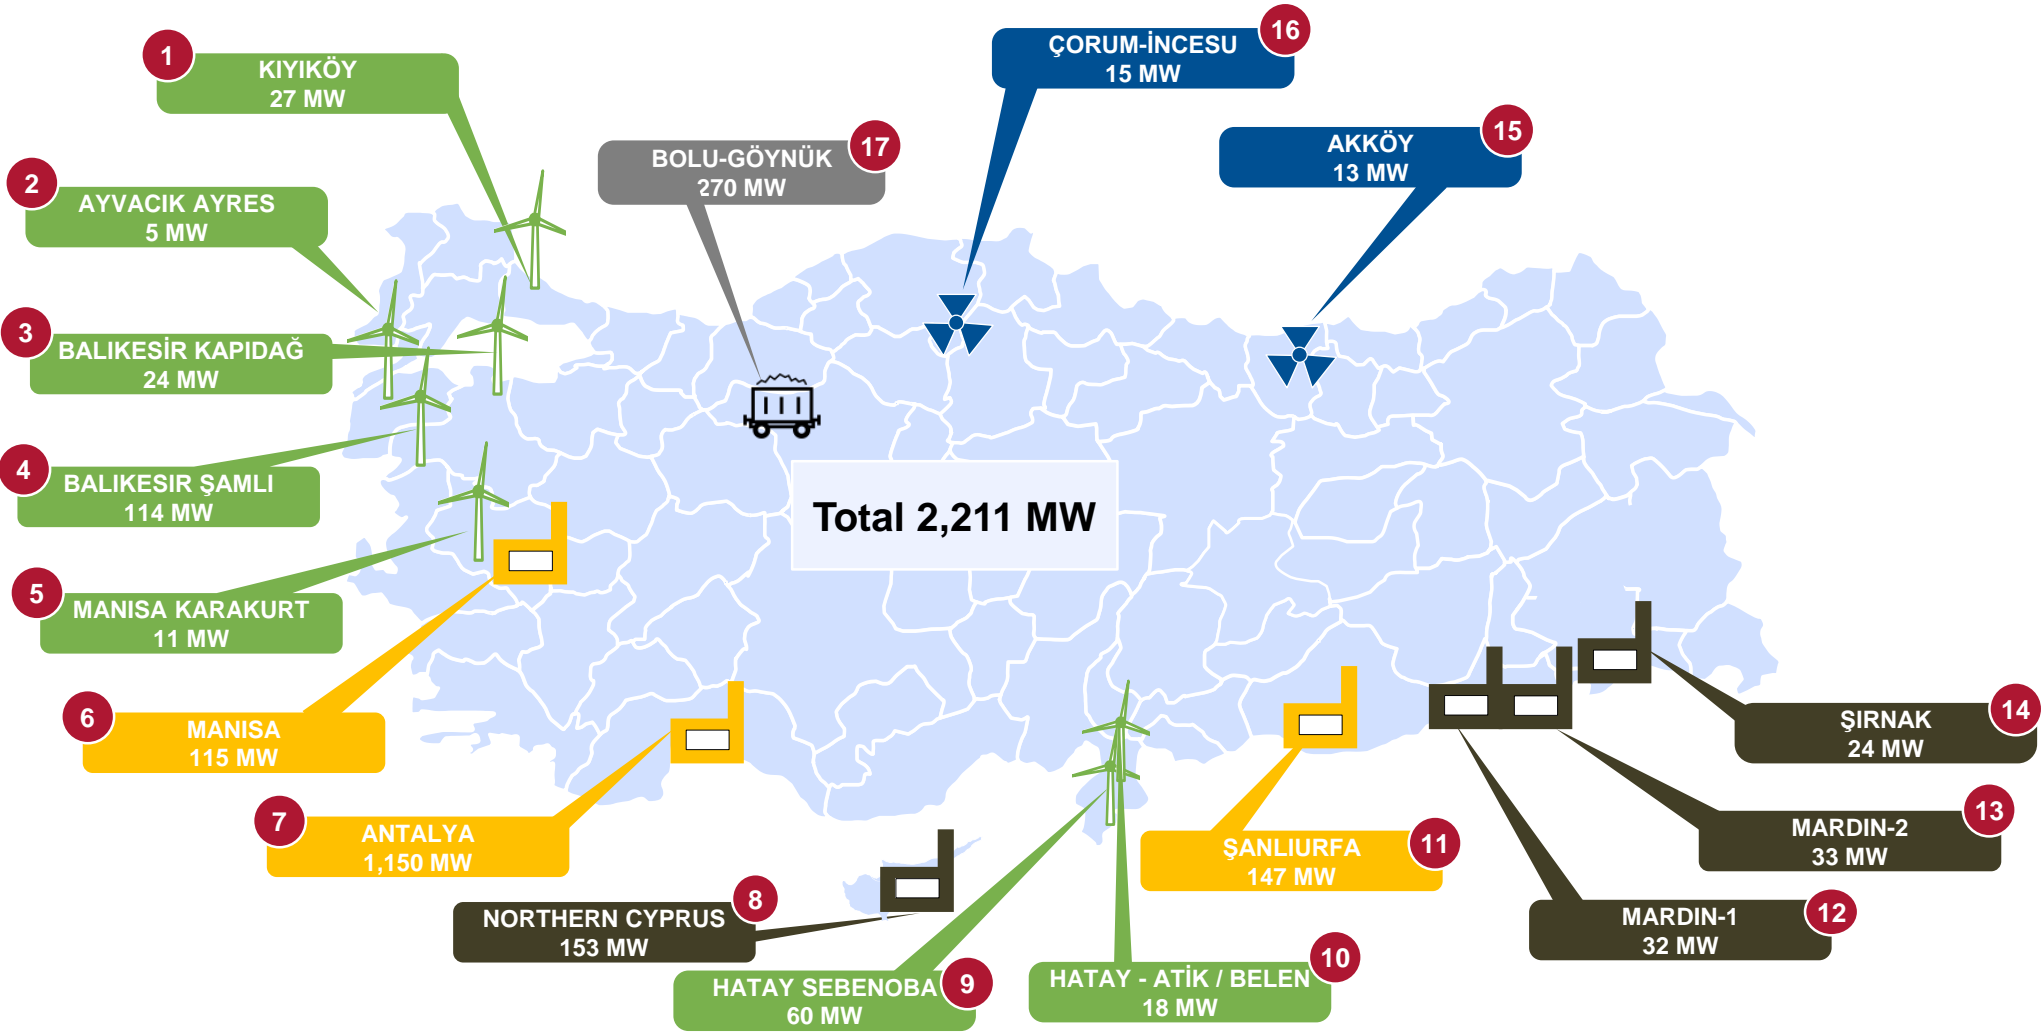 1
KIYIKÖY
27 MW
2
AYVACIK AYRES
5 MW
3
BALIKESİR KAPIDAĞ
24 MW
4
BALIKESIR ŞAMLI
114 MW
5
MANISA KARAKURT
11 MW
6
MANISA
115 MW
7
ANTALYA
1,150 MW
8
NORTHERN CYPRUS
153 MW
9
HATAY SEBENOBA
60 MW
10
HATAY - ATİK / BELEN
18 MW
11
ŞANLIURFA
147 MW
12
MARDIN-1
32 MW
13
MARDIN-2
33 MW
14
ŞIRNAK
24 MW
15
AKKÖY
13 MW
16
ÇORUM-İNCESU
15 MW
17
BOLU-GÖYNÜK
270 MW
Total 2,211 MW